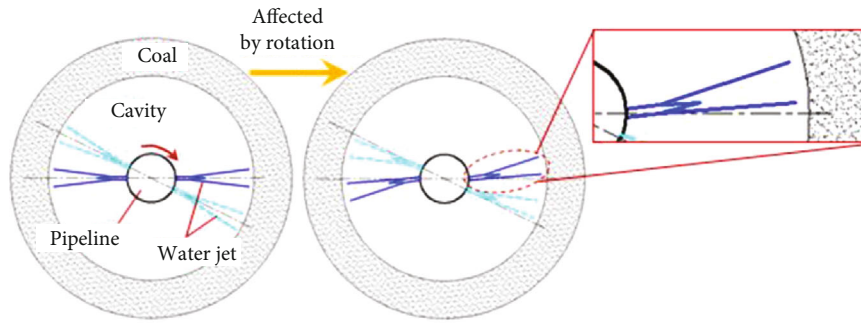 Coal
Cavity
Pipeline
Water jet
Affected
by rotation